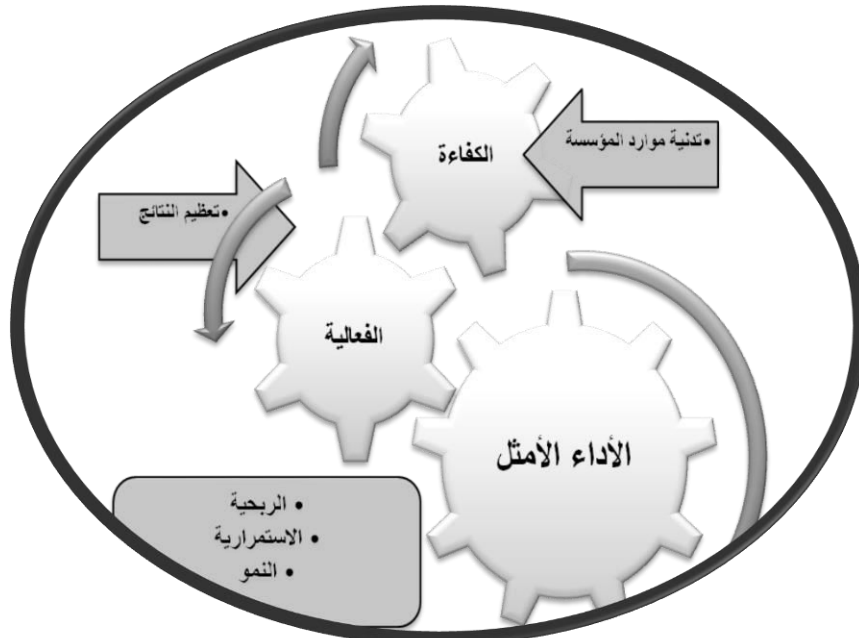 • تدنية موارد المؤسسة
الكفاءة
• تعظيم النتائج
الفعالية
الأداء الأمثل
• الربحية
• الاستمرارية
• النمو